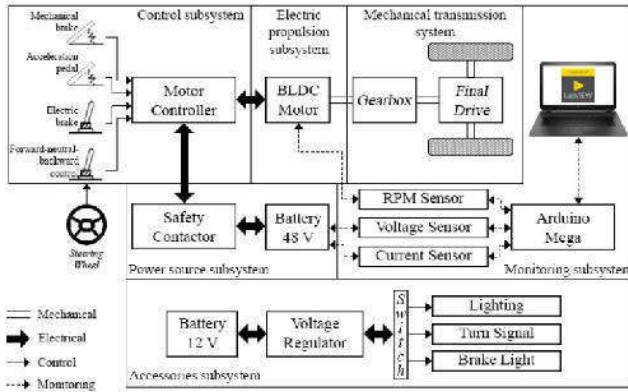 Mechanical
brake
Control subsystem
Electric
propulsion
subsystem
Mechanical transmission
system
Acceleration
pedal
Motor
Controller
BLDC
Motor
Gearbox
Final
Drive
LabVIEW
Electric
brake
Forward-neutral-
backward control
Steering
Wheel
Safety
Contactor
Battery
48 V
RPM Sensor
Voltage Sensor
Current Sensor
Arduino
Mega
Power source subsystem
Monitoring subsystem
Mechanical
Electrical
Control
Monitoring
Battery
12 V
Voltage
Regulator
Switch
Lighting
Turn Signal
Brake Light
Accessories subsystem